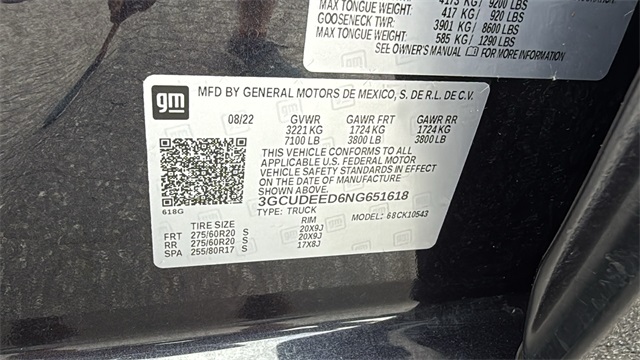 4173 KG/ 9200 LBS
MAX TONGUE WEIGHT: 417 KG/ 920 LBS
GOOSENECK TWR: 3901 KG/ 8600 LBS
MAX TONGUE WEIGHT: 585 KG/ 1290 LBS
SEE OWNER'S MANUAL FOR MORE INFORMATION
gm MFD BY GENERAL MOTORS DE MEXICO, S. DE R.L. DE C.V.
08/22 GVWR GAWR FRT GAWR RR
3221 KG 1724 KG 1724 KG
7100 LB 3800 LB 3800 LB
THIS VEHICLE CONFORMS TO ALL
APPLICABLE U.S. FEDERAL MOTOR
VEHICLE SAFETY STANDARDS IN EFFECT
ON THE DATE OF MANUFACTURE
SHOWN ABOVE.
3GCUDEED6NG651618
618G TYPE: TRUCK MODEL: 68CK10543
TIRE SIZE RIM
FRT 275/60R20 S 20X9J
RR 275/60R20 S 20X9J
SPA 255/80R17 S 17X8J